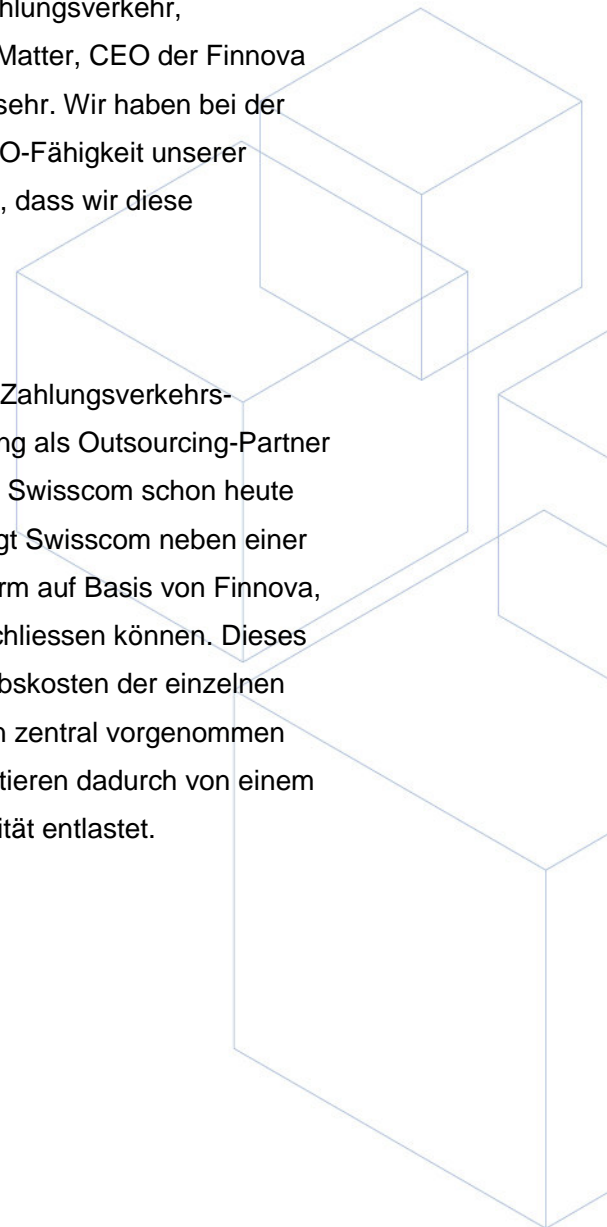 hlungsverkehr,
Matter, CEO der Finnova
sehr. Wir haben bei der
O-Fähigkeit unserer
, dass wir diese
Zahlungsverkehrs-
ng als Outsourcing-Partner
Swisscom schon heute
gt Swisscom neben einer
rm auf Basis von Finnova,
chliessen können. Dieses
bskosten der einzelnen
n zentral vorgenommen
tieren dadurch von einem
ität entlastet.